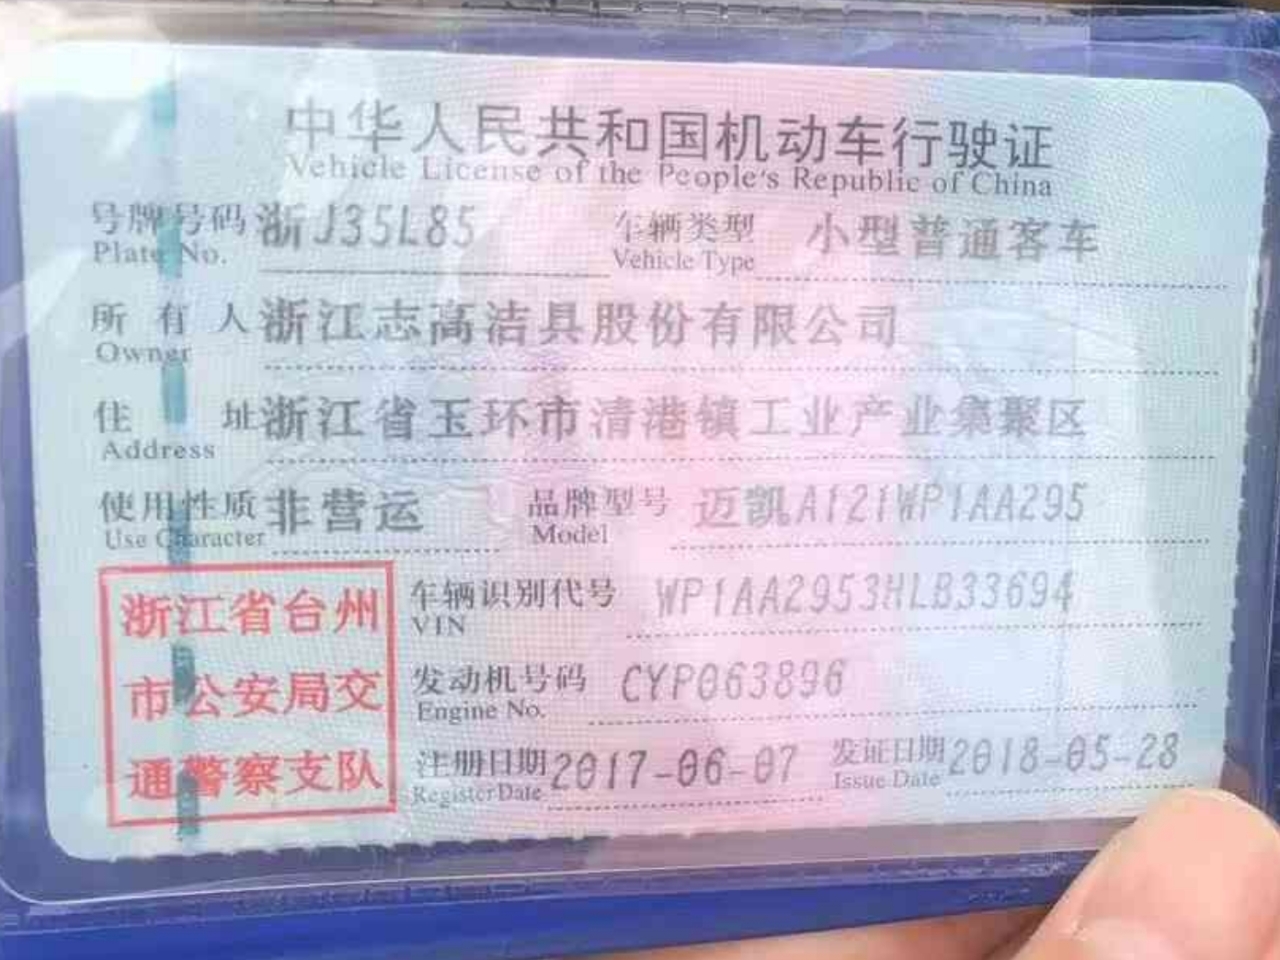 中华人民共和国机动车行驶证
Vehicle License of the People's Republic of China
号牌号码 浙J35L85 车辆类型 小型普通客车
Plate No. Vehicle Type
所有人 浙江志高洁具股份有限公司
Owner
住址 浙江省玉环市清港镇工业产业集聚区
Address
使用性质 非营运 品牌型号 迈凯A121WP1AA295
Use Character Model
浙江省台州
市公安局交
通警察支队
车辆识别代号 WP1AA2953HLB33694
VIN
发动机号码 CYP063896
Engine No.
注册日期 2017-06-07 发证日期 2018-05-28
Register Date Issue Date